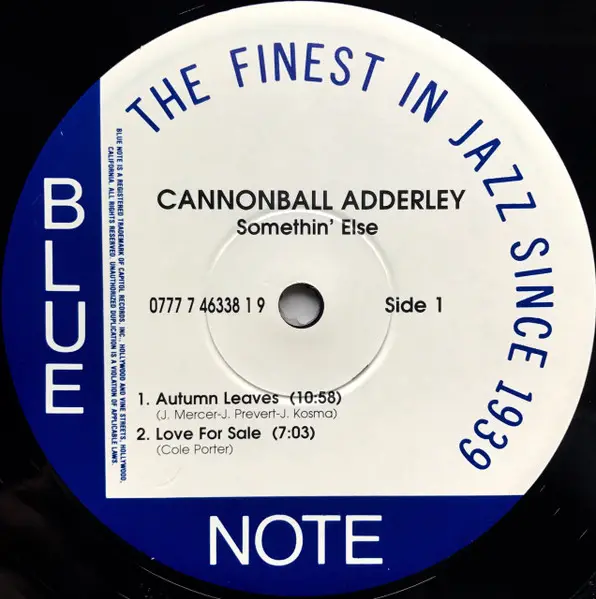 THE FINEST IN JAZZ SINCE 1939
BLUE
BLUE NOTE IS A REGISTERED TRADEMARK OF CAPITOL RECORDS, INC., HOLLYWOOD AND VINE STREETS, HOLLYWOOD,
CALIFORNIA. ALL RIGHTS RESERVED. UNAUTHORIZED DUPLICATION IS A VIOLATION OF APPLICABLE LAWS.
CANNONBALL ADDERLEY
Somethin' Else
0777 7 46338 1 9
Side 1
1. Autumn Leaves (10:58)
(J. Mercer-J. Prevert-J. Kosma)
2. Love For Sale (7:03)
(Cole Porter)
NOTE